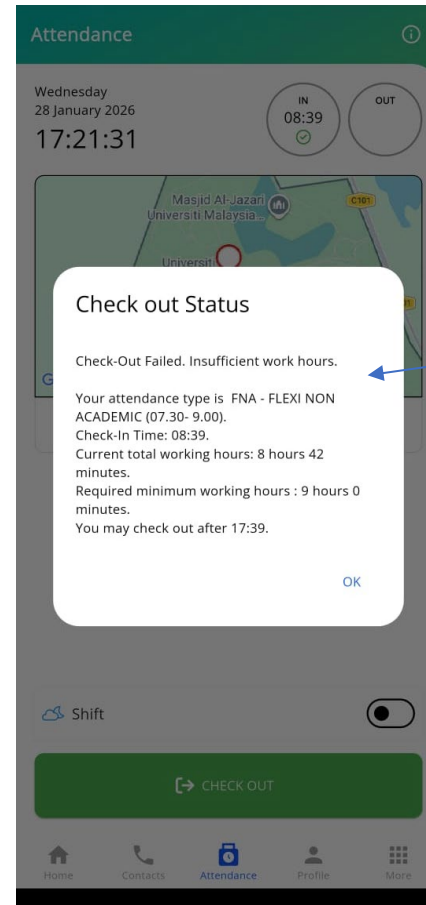 Attendance
Wednesday
28 January 2026
17:21:31
IN
08:39
OUT
Masjid Al-Jazari
Universiti Malaysia...
C101
Universiti
Check out Status
Check-Out Failed. Insufficient work hours.
Your attendance type is FNA - FLEXI NON
ACADEMIC (07.30- 9.00).
Check-In Time: 08:39.
Current total working hours: 8 hours 42
minutes.
Required minimum working hours : 9 hours 0
minutes.
You may check out after 17:39.
OK
Shift
CHECK OUT
Home
Contacts
Attendance
Profile
More